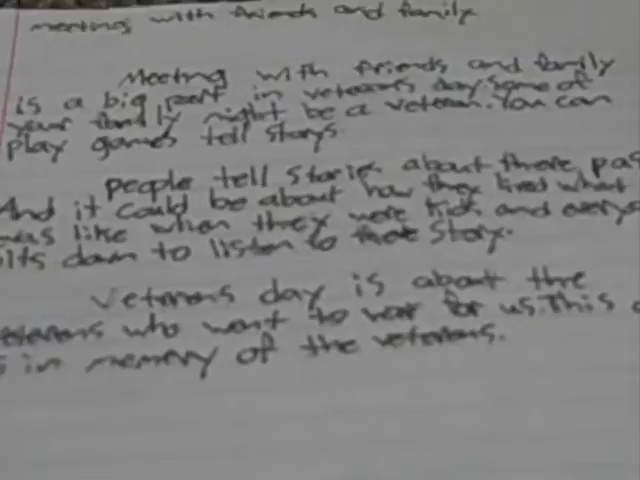 meeting with friends and family
Meeting with friends and family
is a big part in veterans day some of
your family might be a veteran. You can
play games tell storys.
people tell stories about there pas
And it could be about how they lived what
was like when they were kids and everyo
sits down to listen to that story.
Veterans day is about the
veterans who went to war for us. This
is in memery of the veterans.